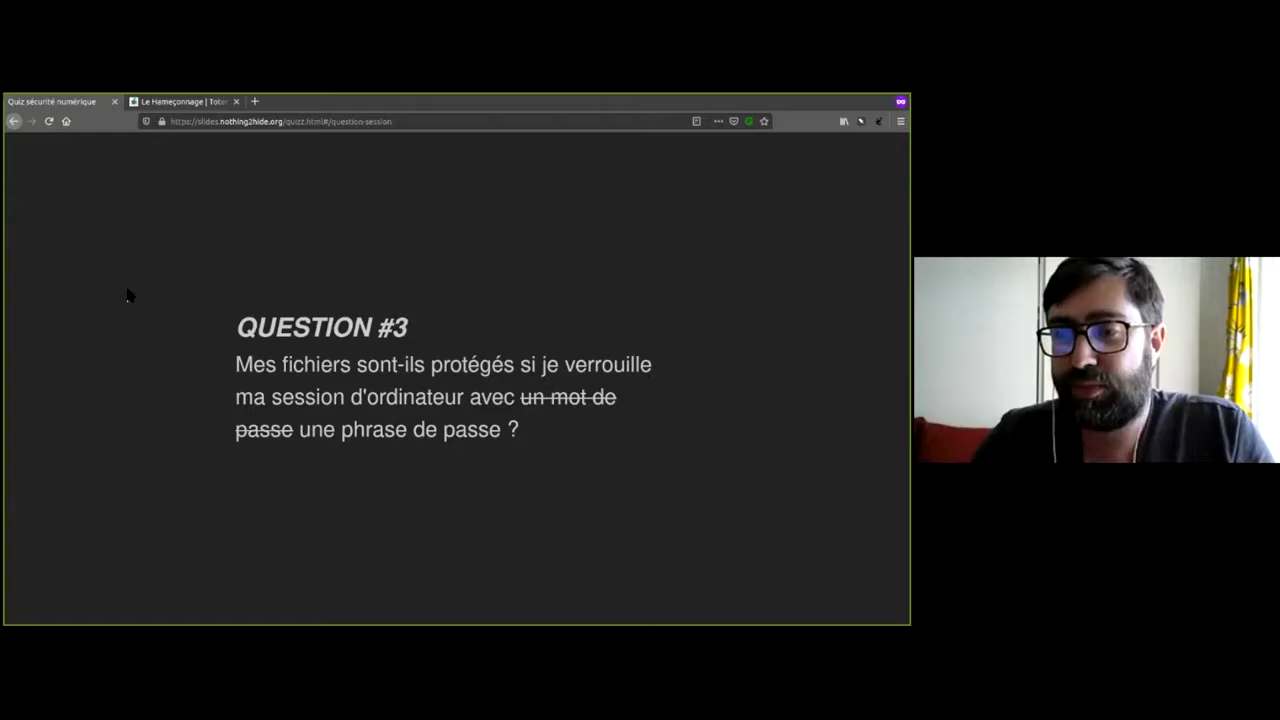 Quiz sécurité numérique
Le Hameçonnage | Toter
https://slides.nothing2hide.org/quizz.html#/question-session
QUESTION #3
Mes fichiers sont-ils protégés si je verrouille
ma session d'ordinateur avec un mot de
passe une phrase de passe ?